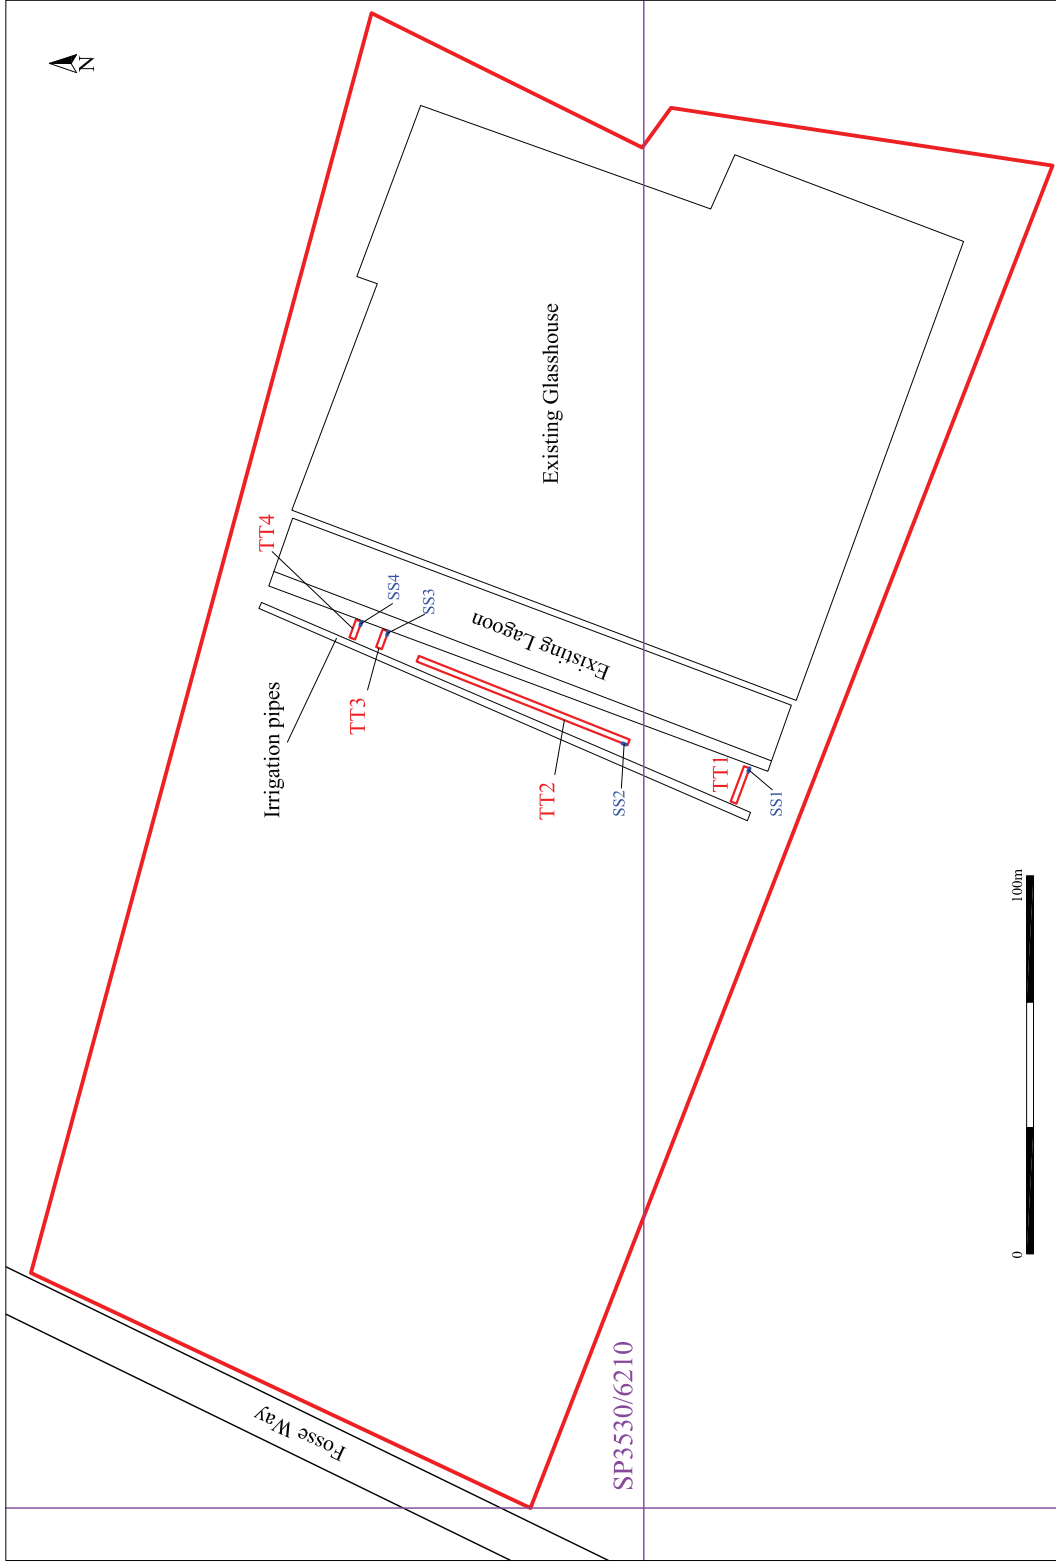 N
TT4
SS4
SS3
Existing Glasshouse
Existing Lagoon
Irrigation pipes
TT3
TT2
SS2
TT1
SS1
100m
0
Fosse Way
SP3530/6210